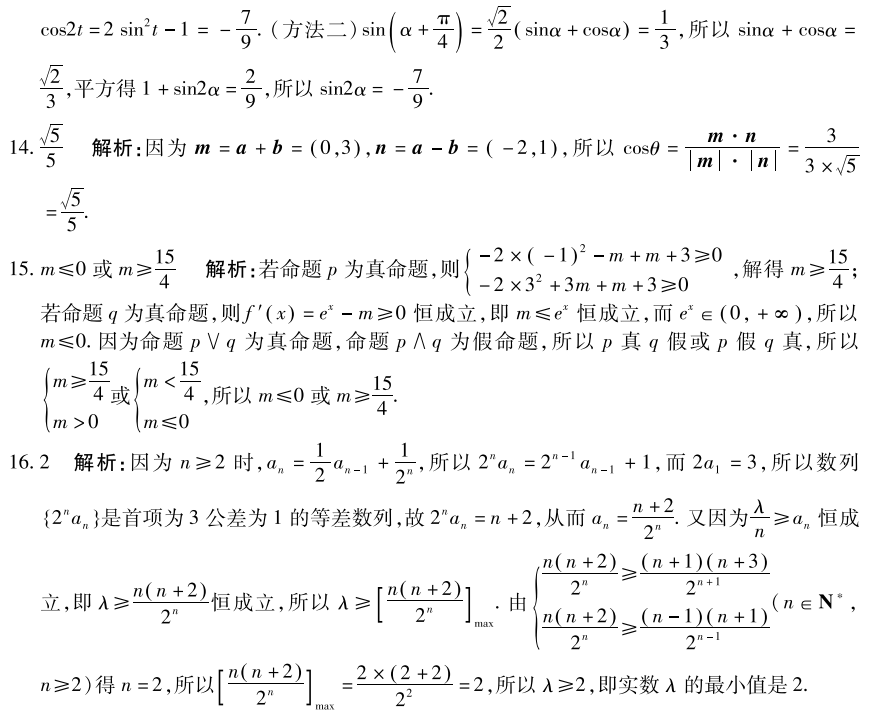 cos2t = 2 sin²t − 1 = −7/9. (方法二) sin(α + π/4) = √2/2 (sinα + cosα) = 1/3, 所以 sinα + cosα =
√2/3, 平方得 1 + sin2α = 2/9, 所以 sin2α = −7/9.
14. √5/5 解析:因为 m = a + b = (0,3), n = a − b = (−2,1), 所以 cosθ = m·n/(|m|·|n|) = 3/(3×√5)
= √5/5.
15. m≤0 或 m≥15/4 解析:若命题 p 为真命题,则 { −2×(−1)² − m + m + 3≥0 ; −2×3² + 3m + m + 3≥0 ,解得 m≥15/4;
若命题 q 为真命题,则 f′(x) = eˣ − m≥0 恒成立,即 m≤eˣ 恒成立,而 eˣ∈(0, +∞),所以
m≤0. 因为命题 p∨q 为真命题,命题 p∧q 为假命题,所以 p 真 q 假或 p 假 q 真,所以
{ m≥15/4 ; m>0 或 { m<15/4 ; m≤0 ,所以 m≤0 或 m≥15/4.
16. 2 解析:因为 n≥2 时, aₙ = 1/2 aₙ₋₁ + 1/2ⁿ, 所以 2ⁿaₙ = 2ⁿ⁻¹aₙ₋₁ + 1, 而 2a₁ = 3, 所以数列
{2ⁿaₙ}是首项为 3 公差为 1 的等差数列,故 2ⁿaₙ = n + 2, 从而 aₙ = (n+2)/2ⁿ. 又因为 λ/n ≥ aₙ 恒成
立,即 λ≥n(n+2)/2ⁿ 恒成立,所以 λ≥[n(n+2)/2ⁿ]max. 由 { n(n+2)/2ⁿ ≥ (n+1)(n+3)/2ⁿ⁺¹ ; n(n+2)/2ⁿ ≥ (n−1)(n+1)/2ⁿ⁻¹ (n∈N*,
n≥2)得 n = 2, 所以[n(n+2)/2ⁿ]max = 2×(2+2)/2² = 2, 所以 λ≥2, 即实数 λ 的最小值是 2.